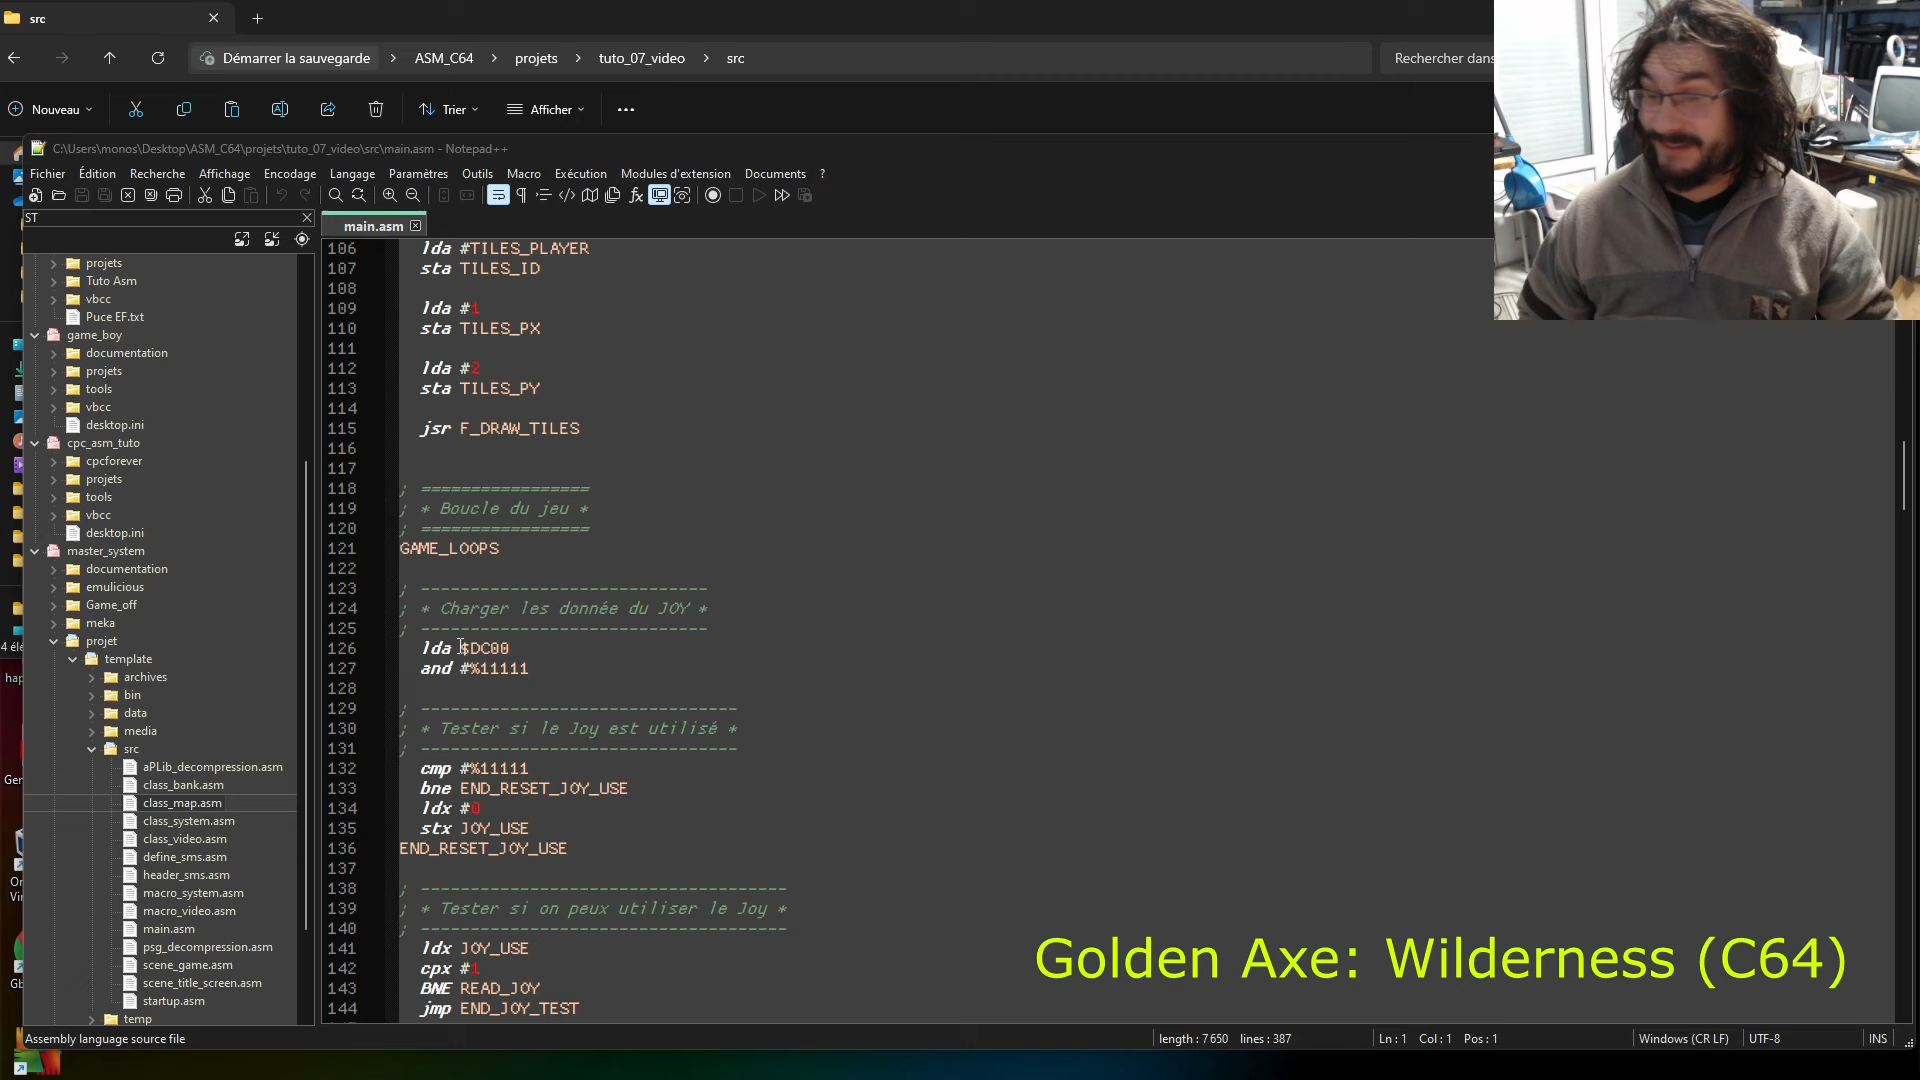 src
Démarrer la sauvegarde > ASM_C64 > projets > tuto_07_video > src
Rechercher dans
Nouveau
Trier
Afficher
C:\Users\monos\Desktop\ASM_C64\projets\tuto_07_video\src\main.asm - Notepad++
Fichier Édition Recherche Affichage Encodage Langage Paramètres Outils Macro Exécution Modules d'extension Documents ?
ST
main.asm
projets
Tuto Asm
vbcc
Puce EF.txt
game_boy
documentation
projets
tools
vbcc
desktop.ini
cpc_asm_tuto
cpcforever
projets
tools
vbcc
desktop.ini
master_system
documentation
emulicious
Game_off
meka
projet
template
archives
bin
data
media
src
aPLib_decompression.asm
class_bank.asm
class_map.asm
class_system.asm
class_video.asm
define_sms.asm
header_sms.asm
macro_system.asm
macro_video.asm
main.asm
psg_decompression.asm
scene_game.asm
scene_title_screen.asm
startup.asm
temp
106 lda #TILES_PLAYER
107 sta TILES_ID
108
109 lda #1
110 sta TILES_PX
111
112 lda #2
113 sta TILES_PY
114
115 jsr F_DRAW_TILES
116
117
118 ; =================
119 ; * Boucle du jeu *
120 ; =================
121 GAME_LOOPS
122
123 ; -----------------------------
124 ; * Charger les donnée du JOY *
125 ; -----------------------------
126 lda $DC00
127 and #%11111
128
129 ; --------------------------------
130 ; * Tester si le Joy est utilisé *
131 ; --------------------------------
132 cmp #%11111
133 bne END_RESET_JOY_USE
134 ldx #0
135 stx JOY_USE
136 END_RESET_JOY_USE
137
138 ; -------------------------------------
139 ; * Tester si on peux utiliser le Joy *
140 ; -------------------------------------
141 ldx JOY_USE
142 cpx #1
143 BNE READ_JOY
144 jmp END_JOY_TEST
Golden Axe: Wilderness (C64)
Assembly language source file
length : 7 650 lines : 387
Ln : 1 Col : 1 Pos : 1
Windows (CR LF)
UTF-8
INS